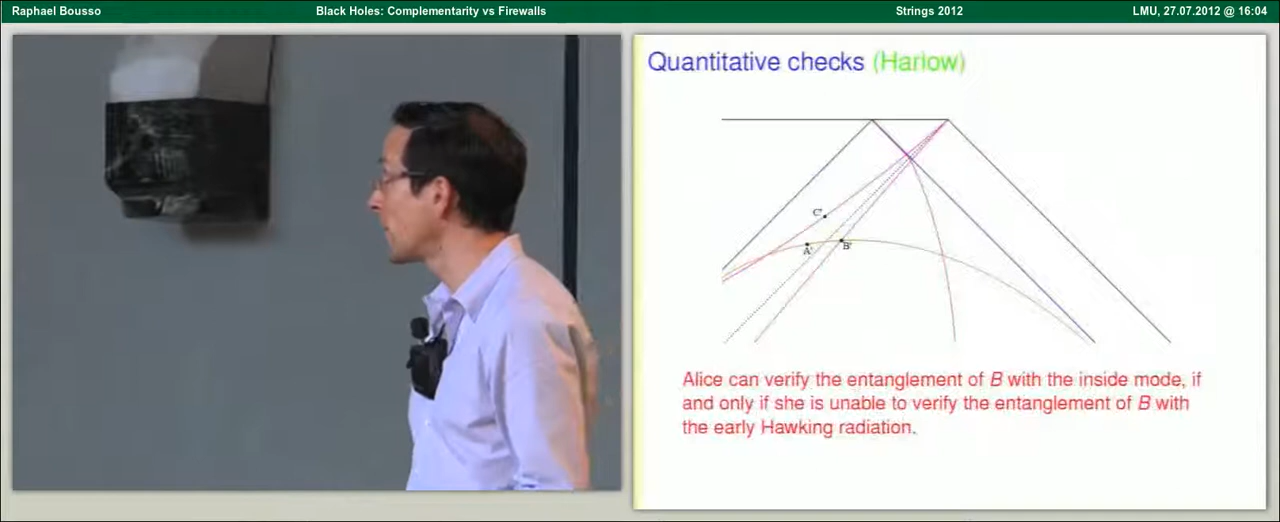 Raphael Bousso
Black Holes: Complementarity vs Firewalls
Strings 2012
LMU, 27.07.2012 @ 16:04
Quantitative checks (Harlow)
C'
A'
B'
Alice can verify the entanglement of B with the inside mode, if
and only if she is unable to verify the entanglement of B with
the early Hawking radiation.